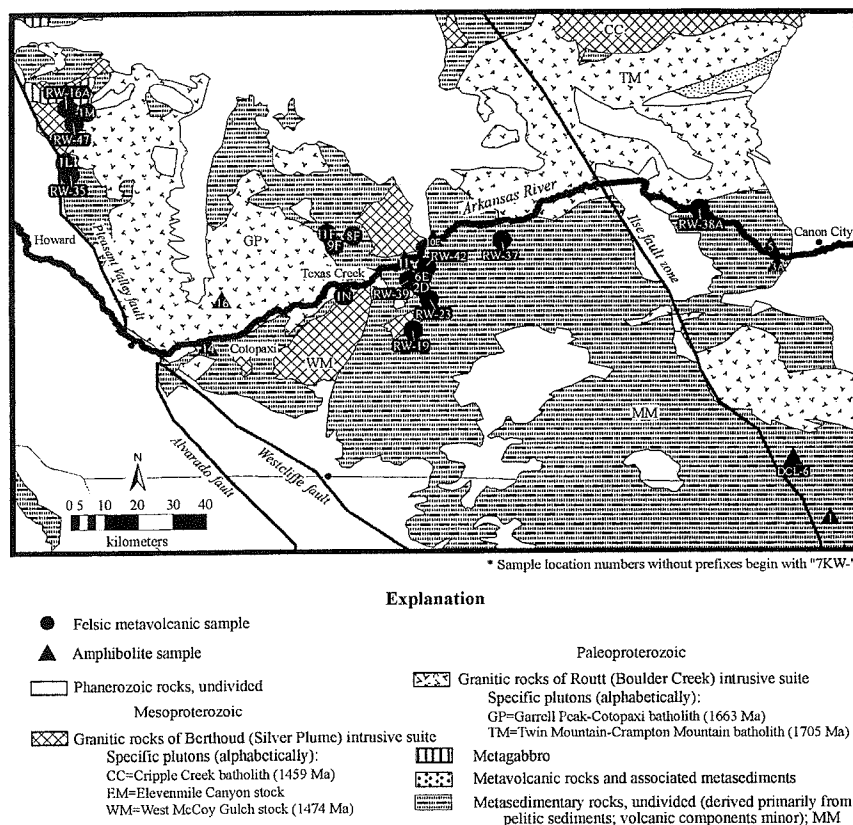 CC
TM
RW-16A
1M
RW-47
1L1
RW-35
Howard
Pleasant Valley fault
GP
1F
9F
8F
Arkansas River
Texas Creek
RW-42
RW-37
Ilse fault zone
RW-38A
Canon City
RW-39
2D
1N
RW-23
RW-19
16
Cotopaxi
WM
MM
Alvarado fault
Westcliffe fault
DCL-6
N
0 5 10 20 30 40
kilometers
* Sample location numbers without prefixes begin with "7KW-"
Explanation
Felsic metavolcanic sample
Amphibolite sample
Phanerozoic rocks, undivided
Mesoproterozoic
Granitic rocks of Berthoud (Silver Plume) intrusive suite
Specific plutons (alphabetically):
CC=Cripple Creek batholith (1459 Ma)
EM=Elevenmile Canyon stock
WM=West McCoy Gulch stock (1474 Ma)
Paleoproterozoic
Granitic rocks of Routt (Boulder Creek) intrusive suite
Specific plutons (alphabetically):
GP=Garrell Peak-Cotopaxi batholith (1663 Ma)
TM=Twin Mountain-Crampton Mountain batholith (1705 Ma)
Metagabbro
Metavolcanic rocks and associated metasediments
Metasedimentary rocks, undivided (derived primarily from
pelitic sediments; volcanic components minor); MM